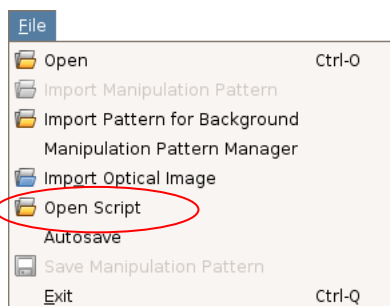 File
Open Ctrl-O
Import Manipulation Pattern
Import Pattern for Background
Manipulation Pattern Manager
Import Optical Image
Open Script
Autosave
Save Manipulation Pattern
Exit Ctrl-Q